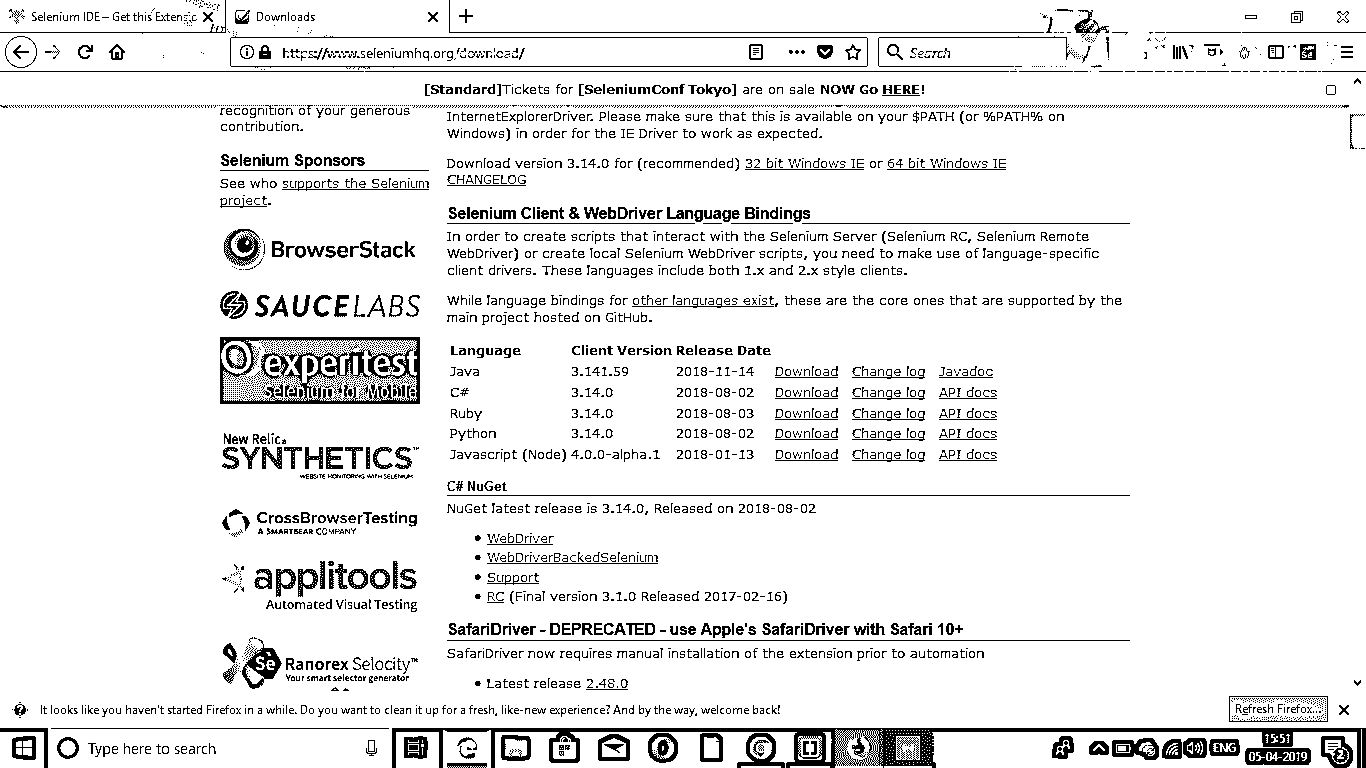 Selenium IDE – Get this Extensic
Downloads
https://www.seleniumhq.org/download/
Search
[Standard]Tickets for [SeleniumConf Tokyo] are on sale NOW Go HERE!
recognition of your generous
contribution.
Selenium Sponsors
See who supports the Selenium
project.
BrowserStack
SAUCELABS
experitest
Selenium for Mobile
New Relic.
SYNTHETICS™
WEBSITE MONITORING WITH SELENIUM
CrossBrowserTesting
A SMARTBEAR COMPANY
applitools
Automated Visual Testing
Se Ranorex Selocity™
Your smart selector generator
InternetExplorerDriver. Please make sure that this is available on your $PATH (or %PATH% on
Windows) in order for the IE Driver to work as expected.
Download version 3.14.0 for (recommended) 32 bit Windows IE or 64 bit Windows IE
CHANGELOG
Selenium Client & WebDriver Language Bindings
In order to create scripts that interact with the Selenium Server (Selenium RC, Selenium Remote
WebDriver) or create local Selenium WebDriver scripts, you need to make use of language-specific
client drivers. These languages include both 1.x and 2.x style clients.
While language bindings for other languages exist, these are the core ones that are supported by the
main project hosted on GitHub.
Language Client Version Release Date
Java 3.141.59 2018-11-14 Download Change log Javadoc
C# 3.14.0 2018-08-02 Download Change log API docs
Ruby 3.14.0 2018-08-03 Download Change log API docs
Python 3.14.0 2018-08-02 Download Change log API docs
Javascript (Node) 4.0.0-alpha.1 2018-01-13 Download Change log API docs
C# NuGet
NuGet latest release is 3.14.0, Released on 2018-08-02
• WebDriver
• WebDriverBackedSelenium
• Support
• RC (Final version 3.1.0 Released 2017-02-16)
SafariDriver - DEPRECATED - use Apple's SafariDriver with Safari 10+
SafariDriver now requires manual installation of the extension prior to automation
• Latest release 2.48.0
It looks like you haven't started Firefox in a while. Do you want to clean it up for a fresh, like-new experience? And by the way, welcome back!
Refresh Firefox...
Type here to search
ENG
15:51
05-04-2019
2